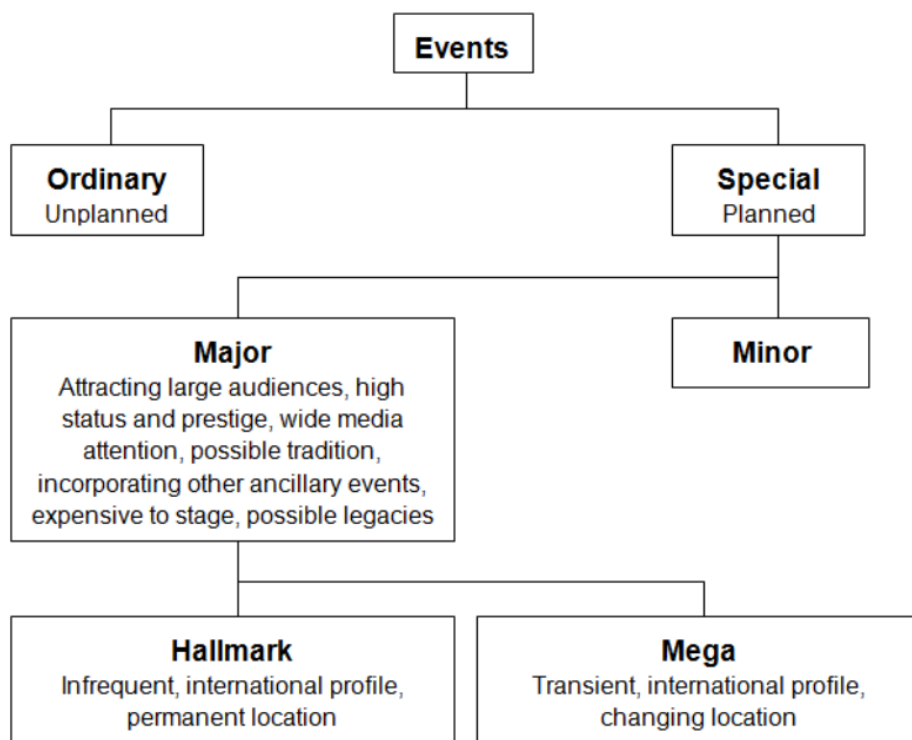 Events
Ordinary
Unplanned
Special
Planned
Major
Attracting large audiences, high
status and prestige, wide media
attention, possible tradition,
incorporating other ancillary events,
expensive to stage, possible legacies
Minor
Hallmark
Infrequent, international profile,
permanent location
Mega
Transient, international profile,
changing location